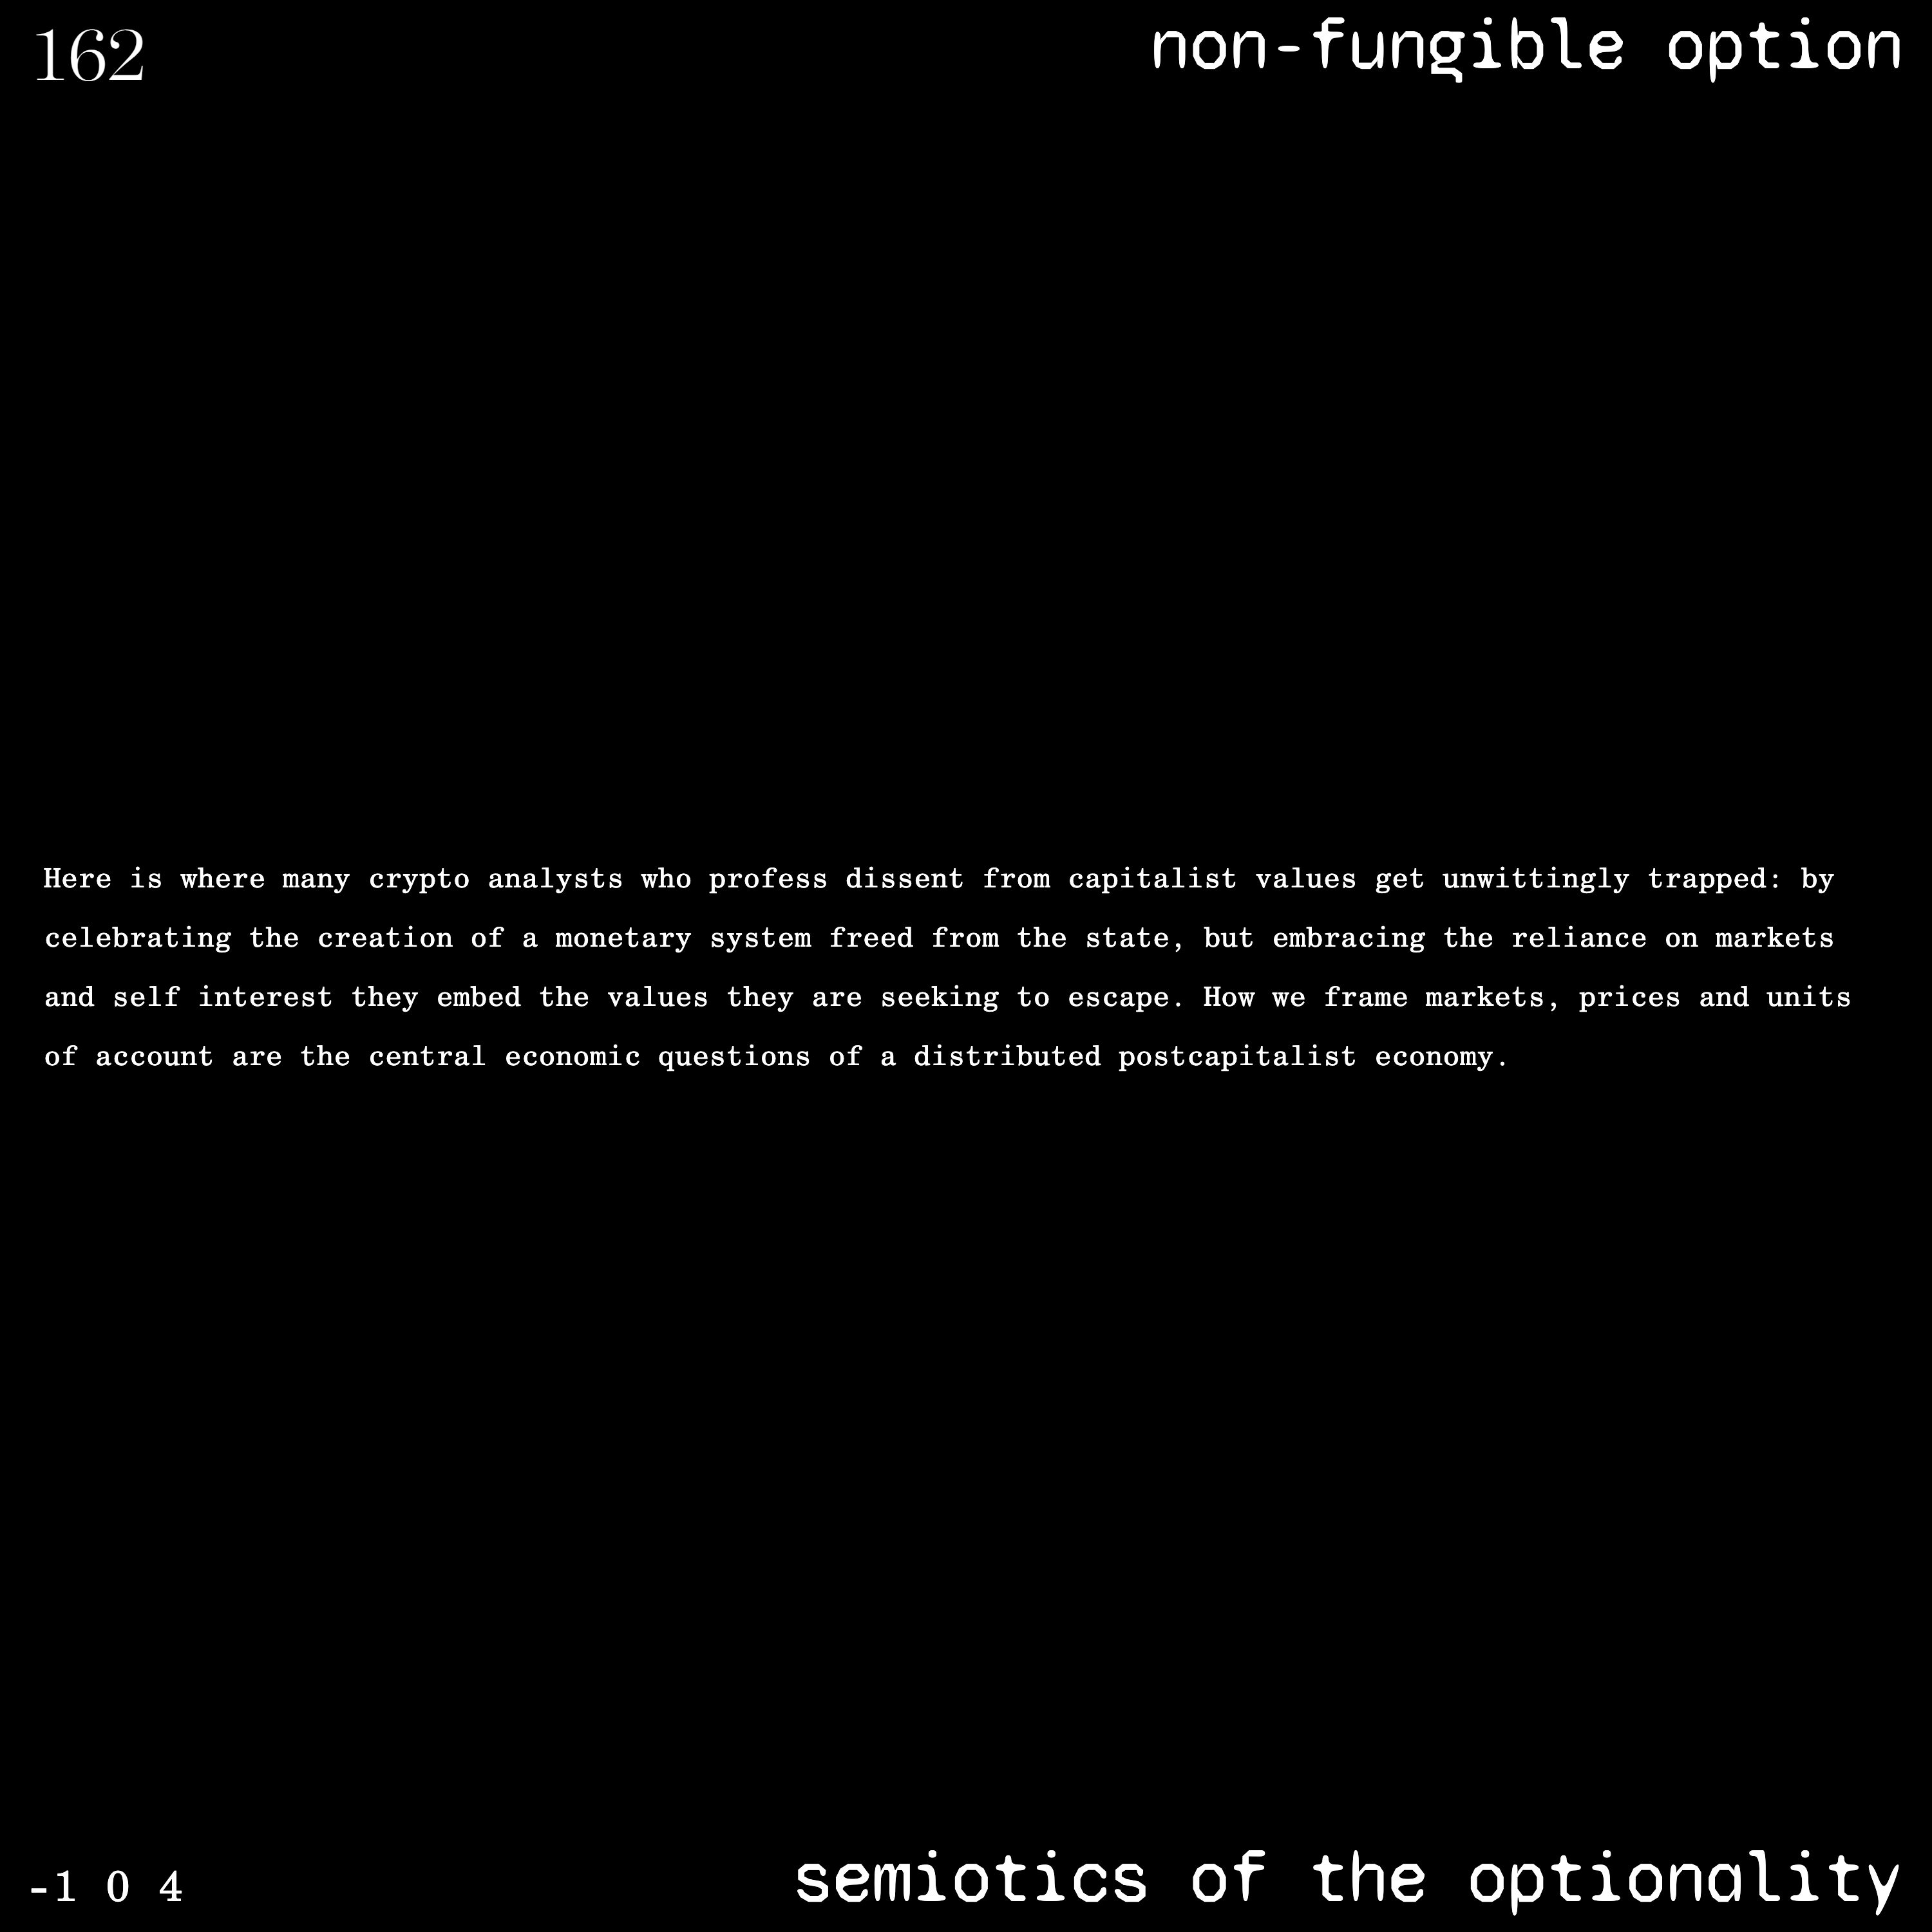 162
non-fungible option
Here is where many crypto analysts who profess dissent from capitalist values get unwittingly trapped: by
celebrating the creation of a monetary system freed from the state, but embracing the reliance on markets
and self interest they embed the values they are seeking to escape. How we frame markets, prices and units
of account are the central economic questions of a distributed postcapitalist economy.
-1 0 4
semiotics of the optionality